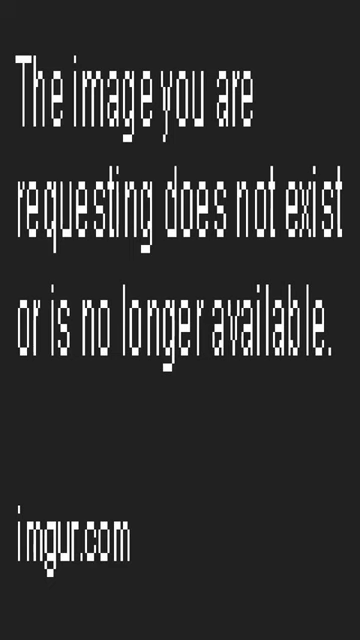 The image you are
requesting does not exist
or is no longer available.
imgur.com